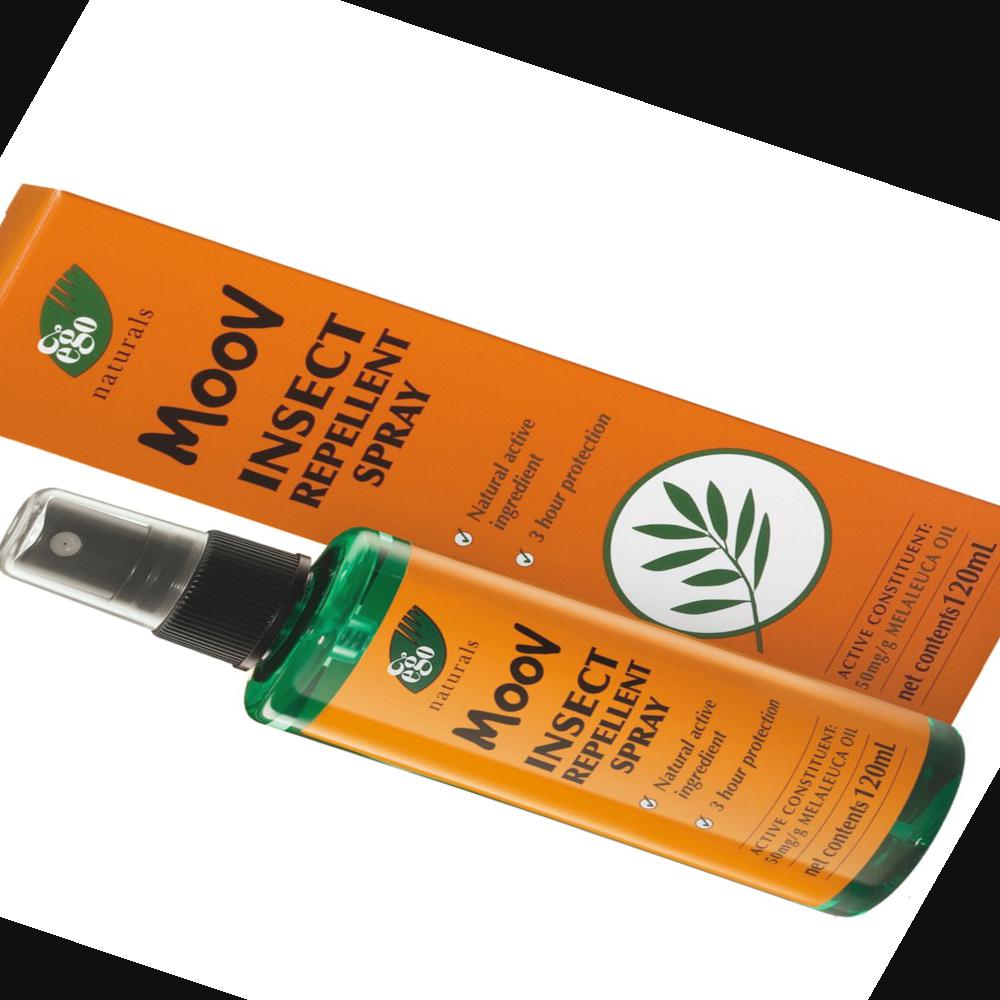 ego
naturals
Moov
INSECT
REPELLENT
SPRAY
Natural active
ingredient
3 hour protection
ACTIVE CONSTITUENT:
50mg/g MELALEUCA OIL
net contents 120mL
ego
naturals
Moov
INSECT
REPELLENT
SPRAY
Natural active
ingredient
3 hour protection
ACTIVE CONSTITUENT:
50mg/g MELALEUCA OIL
net contents 120mL